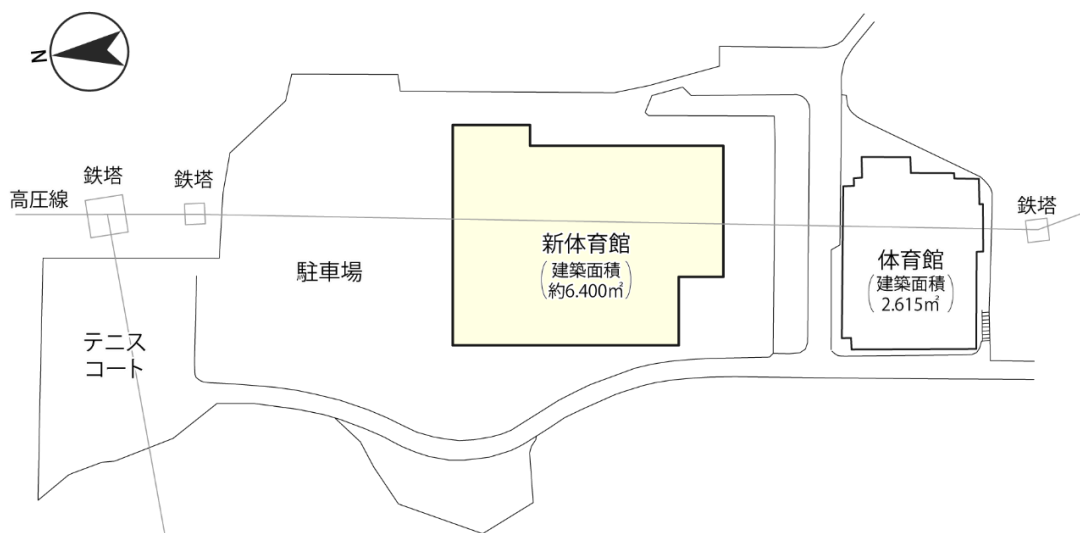 N
鉄塔
高圧線
鉄塔
鉄塔
駐車場
新体育館
(建築面積
約6.400㎡)
体育館
(建築面積
2.615㎡)
テニス
コート